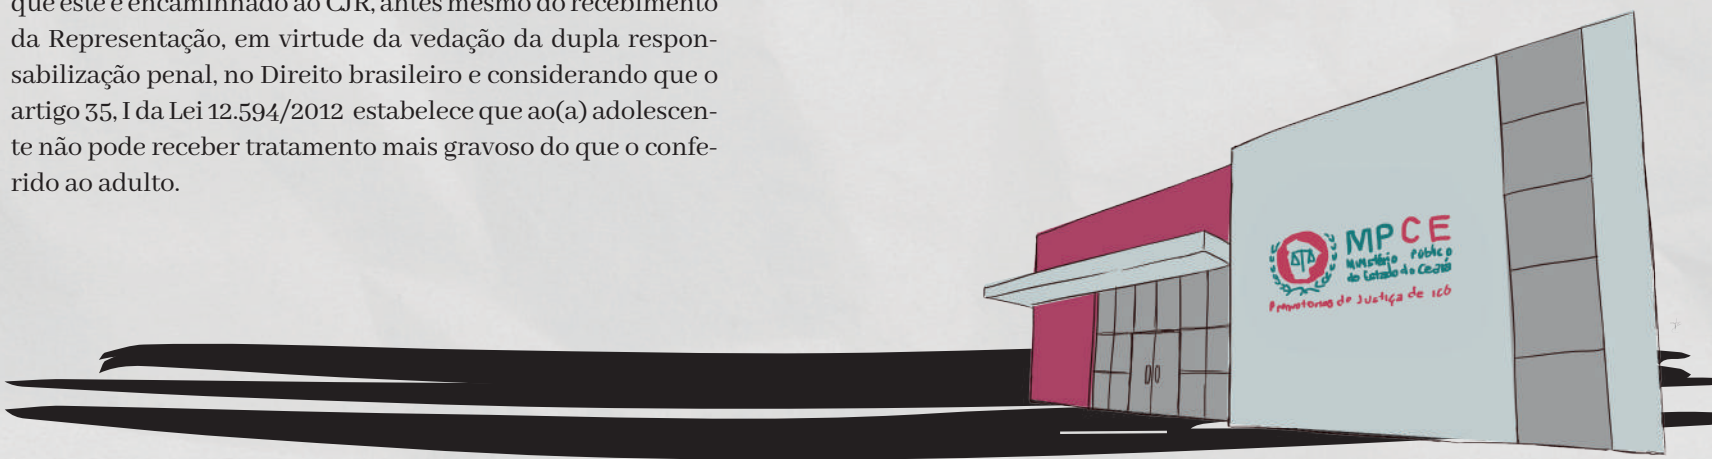 que este é encaminhado ao CJR, antes mesmo do recebimento
da Representação, em virtude da vedação da dupla respon-
sabilização penal, no Direito brasileiro e considerando que o
artigo 35, I da Lei 12.594/2012 estabelece que ao(a) adolescen-
te não pode receber tratamento mais gravoso do que o confe-
rido ao adulto.
MPCE
Ministério Público
do Estado do Ceará
Promotorias de Justiça de Icó